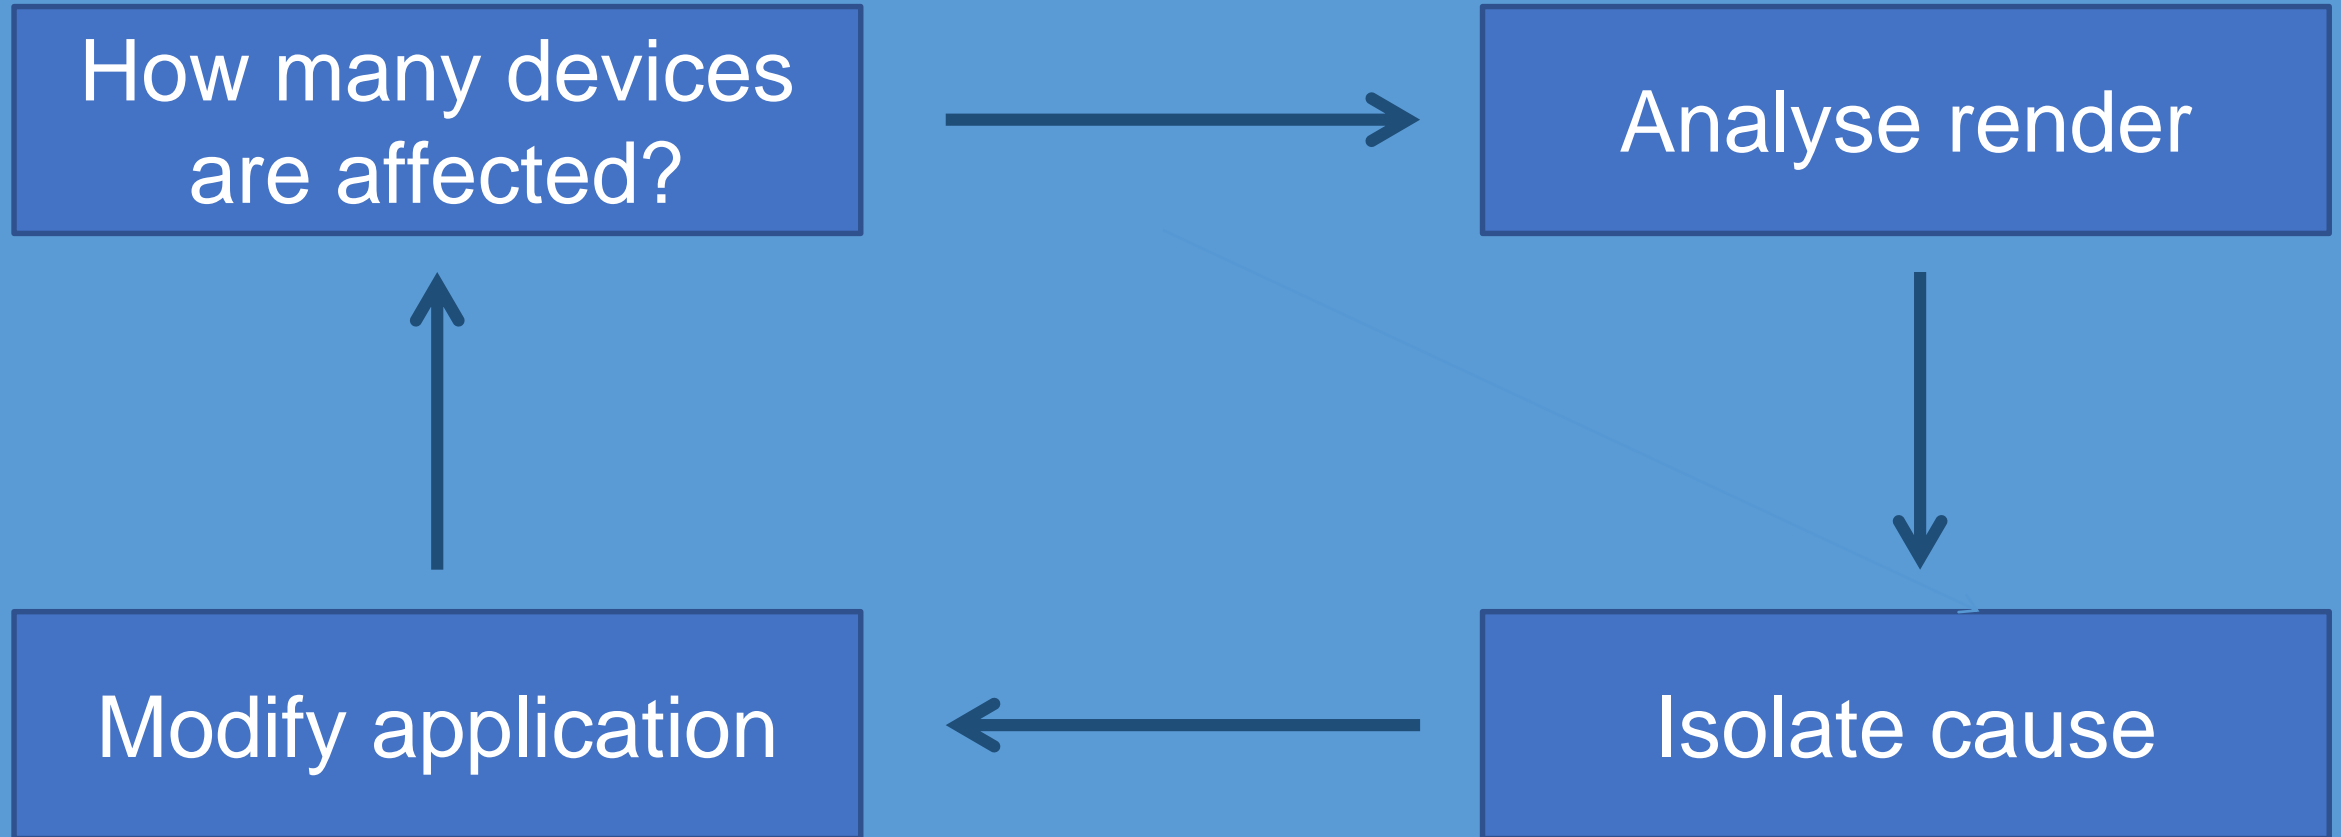 How many devices
are affected?
Analyse render
Modify application
Isolate cause